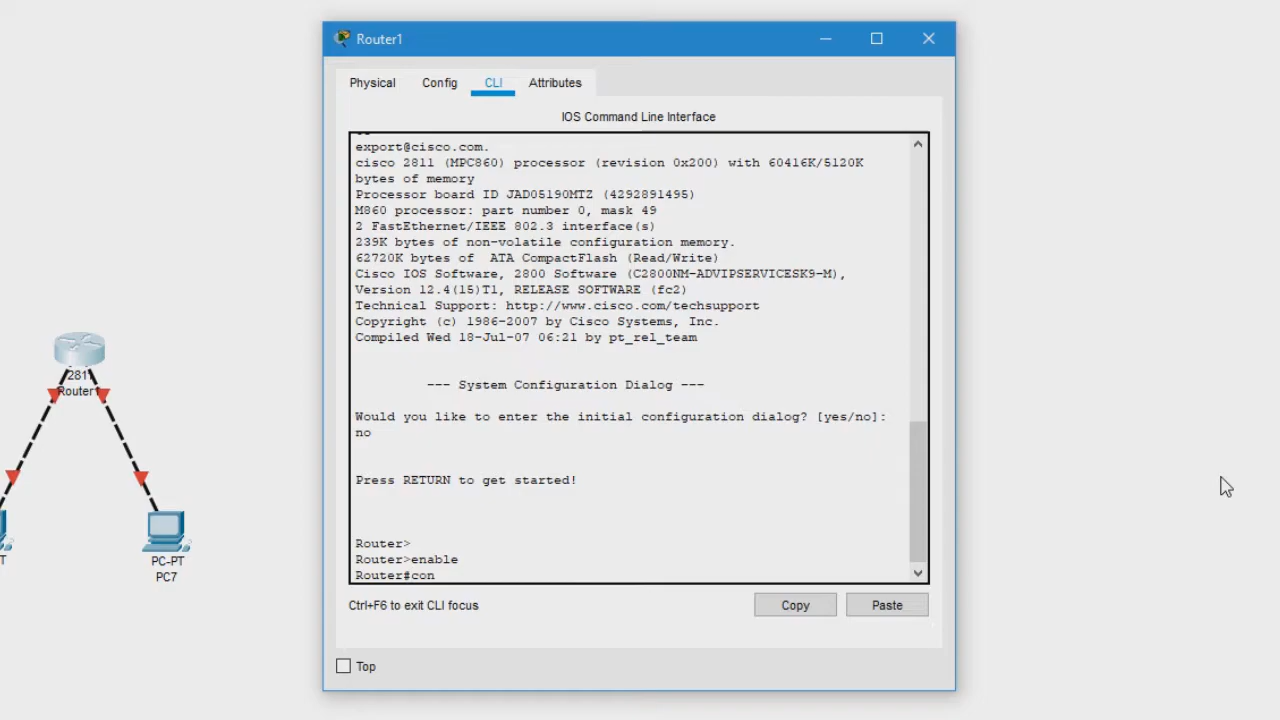 Router1
Physical Config CLI Attributes
IOS Command Line Interface
export@cisco.com.
cisco 2811 (MPC860) processor (revision 0x200) with 60416K/5120K
bytes of memory
Processor board ID JAD05190MTZ (4292891495)
M860 processor: part number 0, mask 49
2 FastEthernet/IEEE 802.3 interface(s)
239K bytes of non-volatile configuration memory.
62720K bytes of  ATA CompactFlash (Read/Write)
Cisco IOS Software, 2800 Software (C2800NM-ADVIPSERVICESK9-M),
Version 12.4(15)T1, RELEASE SOFTWARE (fc2)
Technical Support: http://www.cisco.com/techsupport
Copyright (c) 1986-2007 by Cisco Systems, Inc.
Compiled Wed 18-Jul-07 06:21 by pt_rel_team
--- System Configuration Dialog ---
Would you like to enter the initial configuration dialog? [yes/no]:
no
Press RETURN to get started!
Router>
Router>enable
Router#con
Ctrl+F6 to exit CLI focus
Copy Paste
Top
281
Router
PC-PT
PC7
T